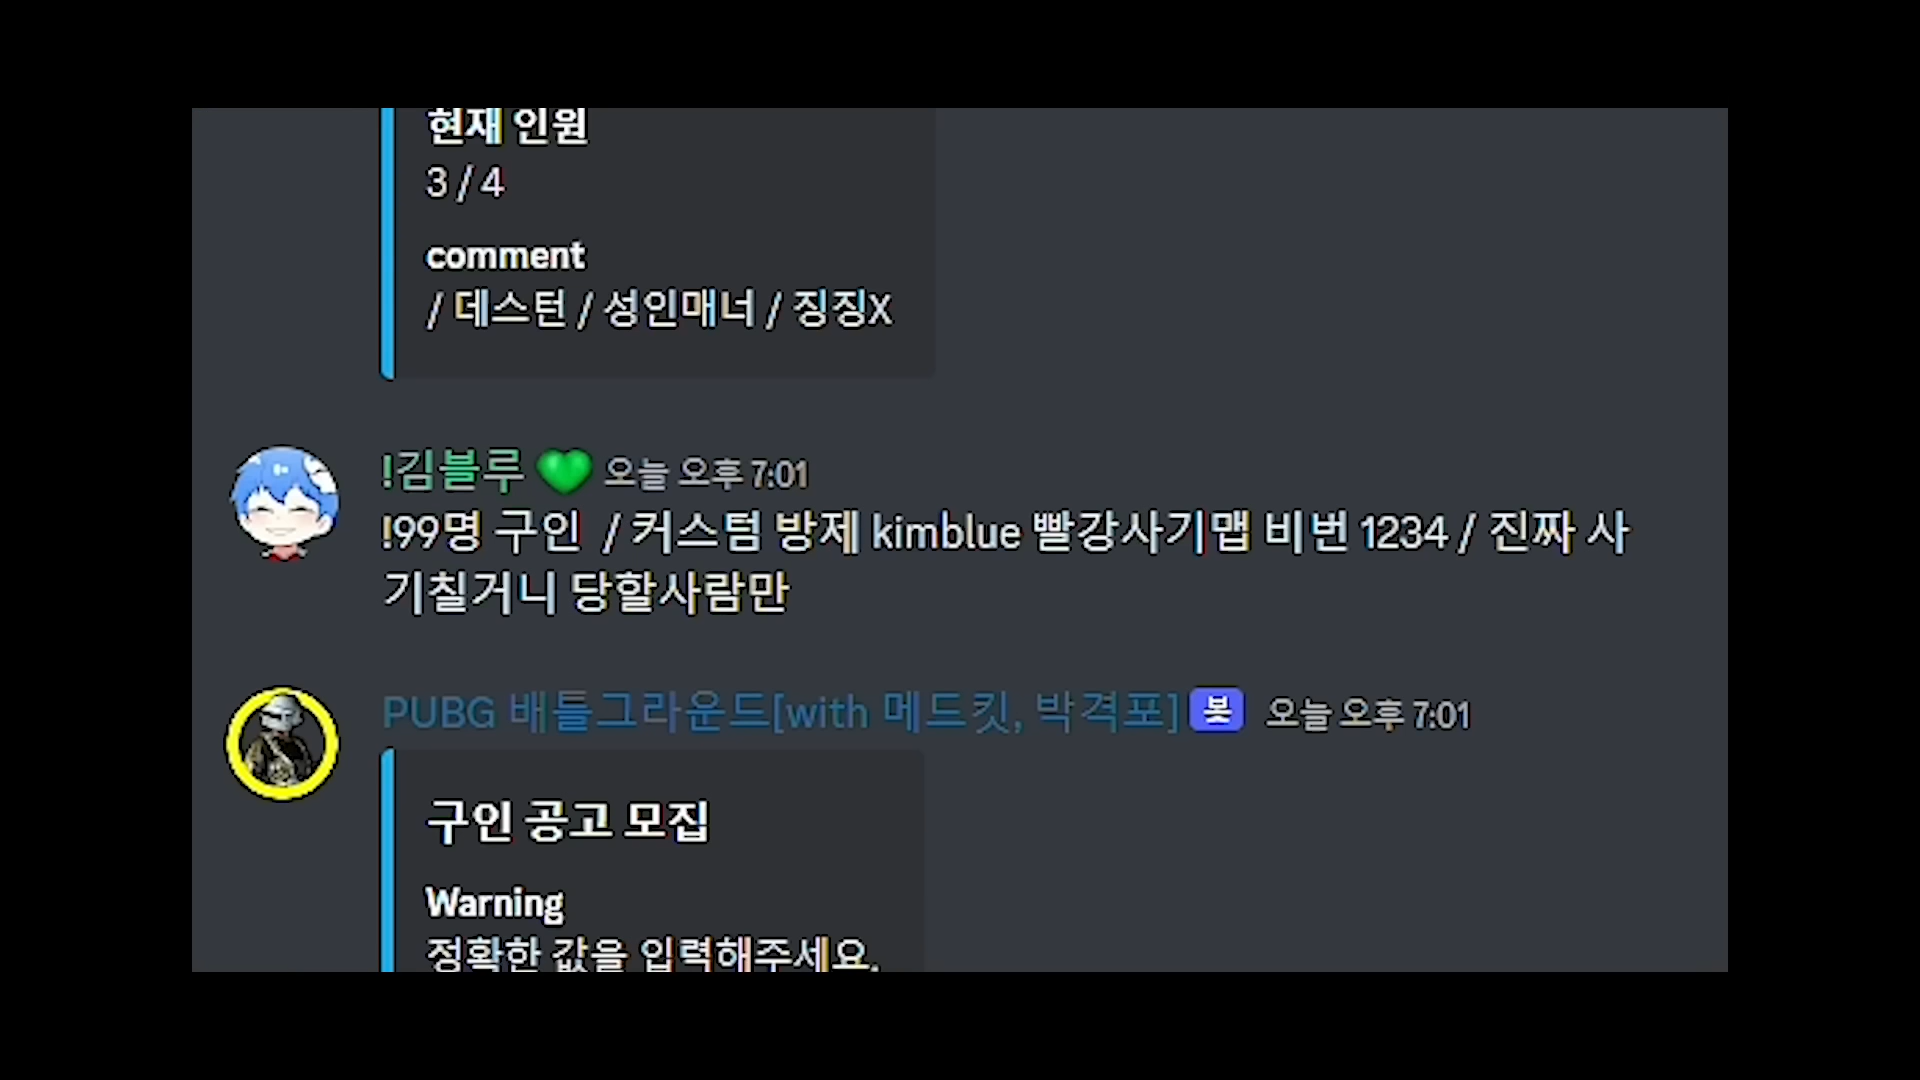 현재 인원
3 / 4
comment
/ 데스턴 / 성인매너 / 징징X
!김블루 💚 오늘 오후 7:01
!99명 구인 / 커스텀 방제 kimblue 빨강사기맵 비번 1234 / 진짜 사
기칠거니 당할사람만
PUBG 배틀그라운드[with 메드킷, 박격포] 봇 오늘 오후 7:01
구인 공고 모집
Warning
정확한 값을 입력해주세요.